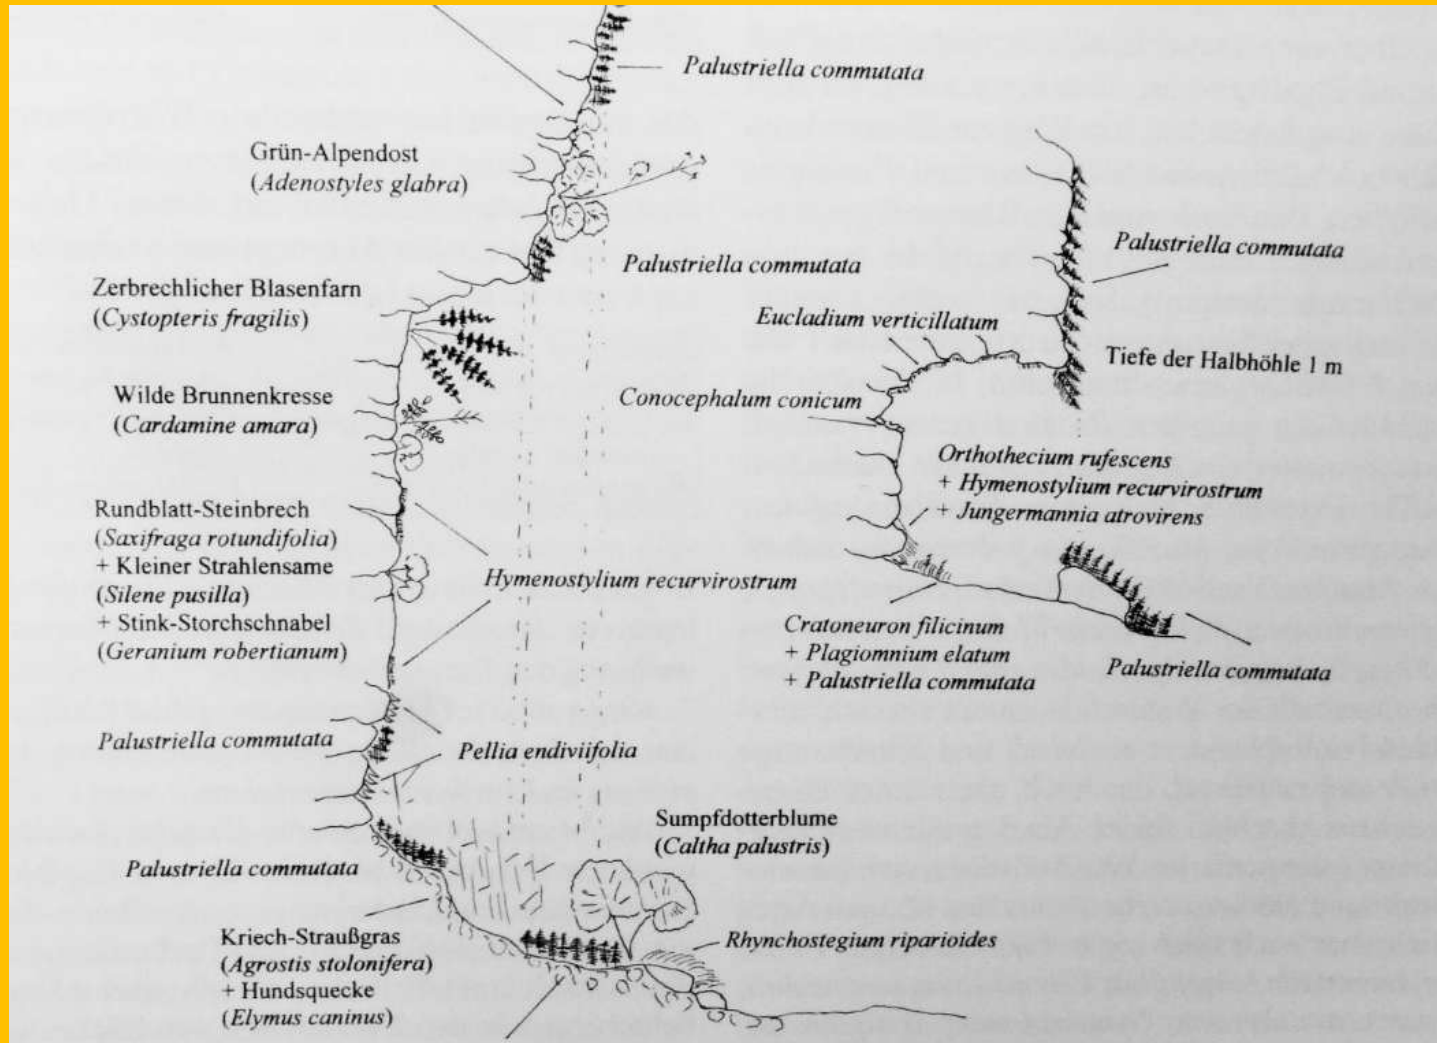 Palustriella commutata
Grün-Alpendost
(Adenostyles glabra)
Palustriella commutata
Zerbrechlicher Blasenfarn
(Cystopteris fragilis)
Wilde Brunnenkresse
(Cardamine amara)
Rundblatt-Steinbrech
(Saxifraga rotundifolia)
+ Kleiner Strahlensame
(Silene pusilla)
+ Stink-Storchschnabel
(Geranium robertianum)
Hymenostylium recurvirostrum
Palustriella commutata
Pellia endiviifolia
Sumpfdotterblume
(Caltha palustris)
Palustriella commutata
Kriech-Straußgras
(Agrostis stolonifera)
+ Hundsquecke
(Elymus caninus)
Rhynchostegium riparioides
Palustriella commutata
Eucladium verticillatum
Tiefe der Halbhöhle 1 m
Conocephalum conicum
Orthothecium rufescens
+ Hymenostylium recurvirostrum
+ Jungermannia atrovirens
Cratoneuron filicinum
+ Plagiomnium elatum
+ Palustriella commutata
Palustriella commutata